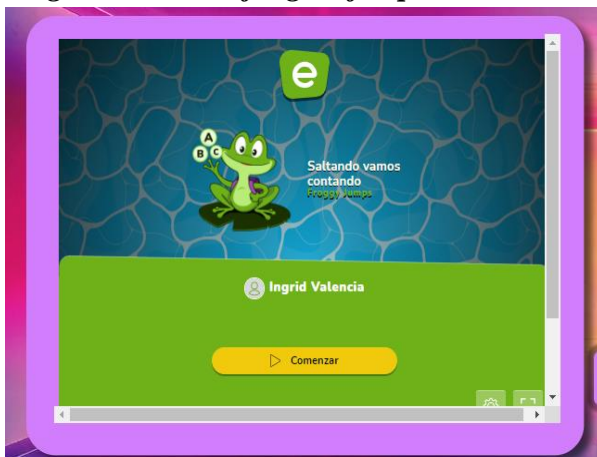 e
A
B C
Saltando vamos
contando
Froggy Jumps
Ingrid Valencia
Comenzar